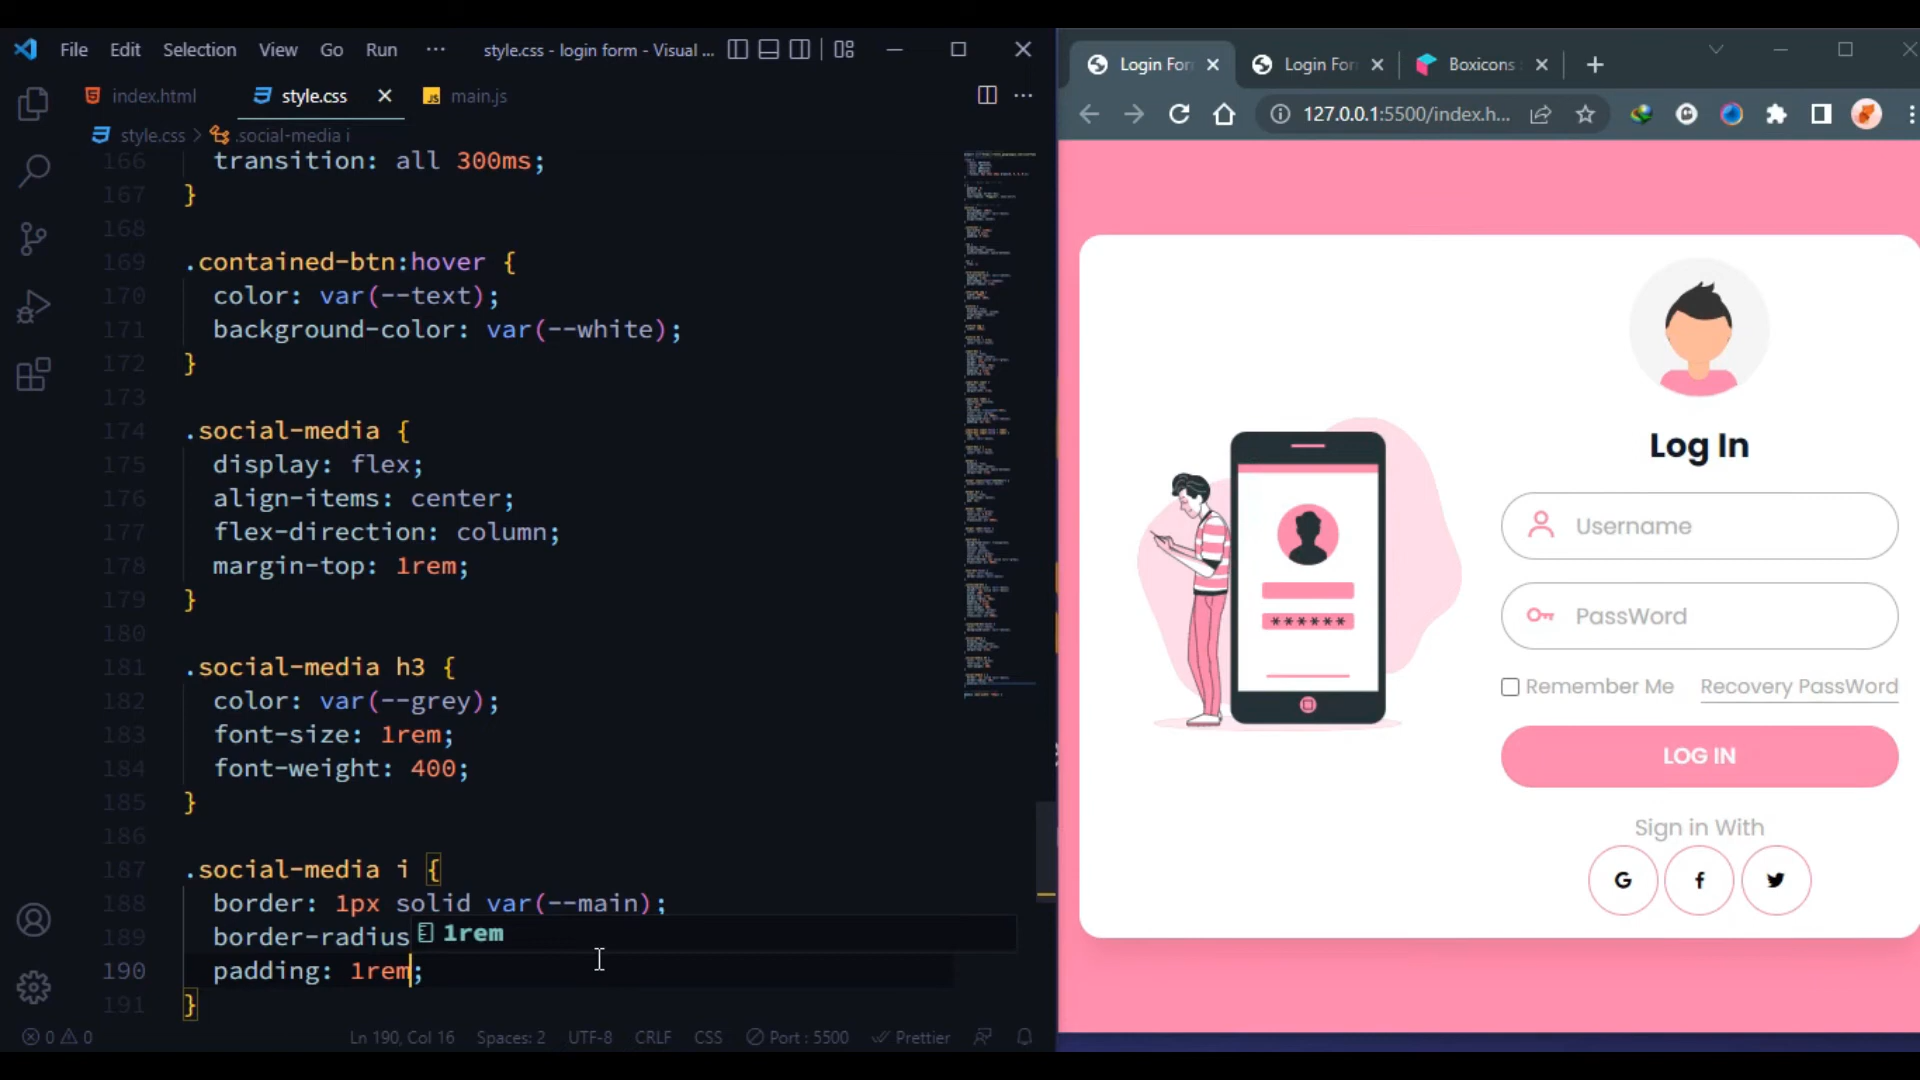 File Edit Selection View Go Run ··· style.css - login form - Visual ...
index.html style.css main.js
style.css > .social-media i
166 transition: all 300ms;
167 }
168
169 .contained-btn:hover {
170 color: var(--text);
171 background-color: var(--white);
172 }
173
174 .social-media {
175 display: flex;
176 align-items: center;
177 flex-direction: column;
178 margin-top: 1rem;
179 }
180
181 .social-media h3 {
182 color: var(--grey);
183 font-size: 1rem;
184 font-weight: 400;
185 }
186
187 .social-media i {
188 border: 1px solid var(--main);
189 border-radius
1rem
190 padding: 1rem;
191 }
0 0 Ln 190, Col 16 Spaces: 2 UTF-8 CRLF CSS Port : 5500 Prettier
Login For Login For Boxicons
127.0.0.1:5500/index.h...
Log In
Username
PassWord
Remember Me Recovery PassWord
LOG IN
Sign in With
G f
******